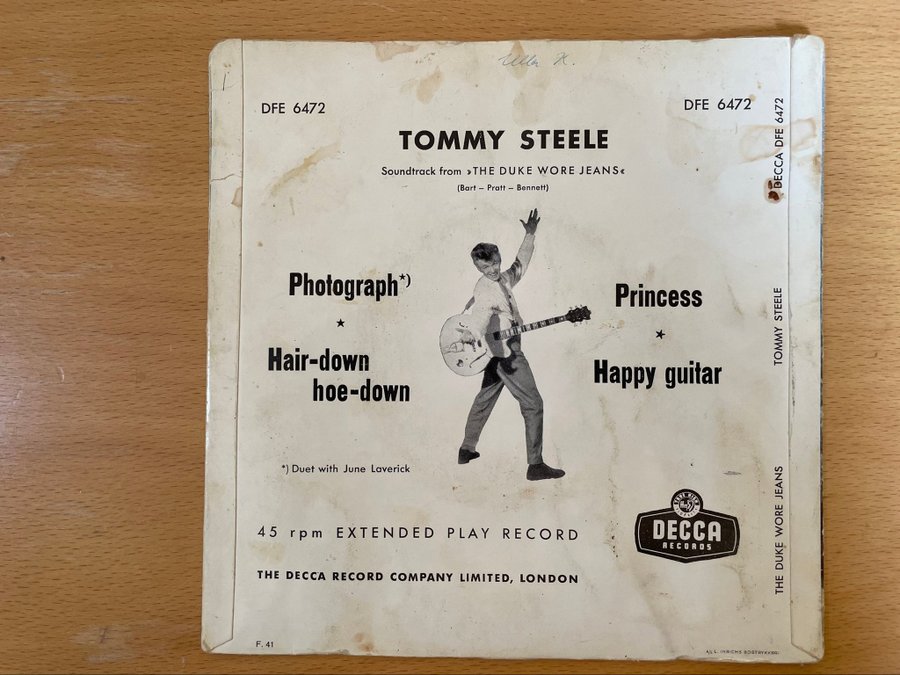 DFE 6472
DFE 6472
TOMMY STEELE
Soundtrack from »THE DUKE WORE JEANS«
(Bart – Pratt – Bennett)
Photograph*)
Hair-down
hoe-down
Princess
Happy guitar
*) Duet with June Laverick
45 rpm EXTENDED PLAY RECORD
THE DECCA RECORD COMPANY LIMITED, LONDON
DECCA
RECORDS
F. 41
DECCA DFE 6472
TOMMY STEELE
THE DUKE WORE JEANS